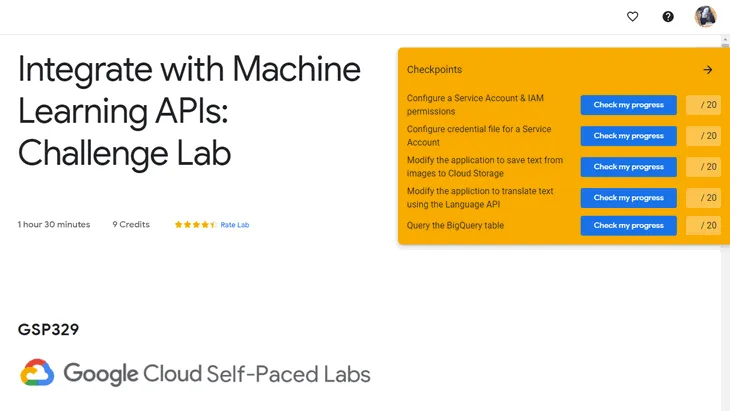 Integrate with Machine
Learning APIs:
Challenge Lab
1 hour 30 minutes 9 Credits Rate Lab
Checkpoints
Configure a Service Account & IAM
permissions
Check my progress / 20
Configure credential file for a Service
Account
Check my progress / 20
Modify the application to save text from
images to Cloud Storage
Check my progress / 20
Modify the appliction to translate text
using the Language API
Check my progress / 20
Query the BigQuery table
Check my progress / 20
GSP329
Google Cloud Self-Paced Labs